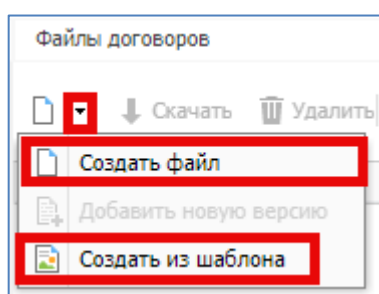 Файлы договоров
Скачать Удалить
Создать файл
Добавить новую версию
Создать из шаблона